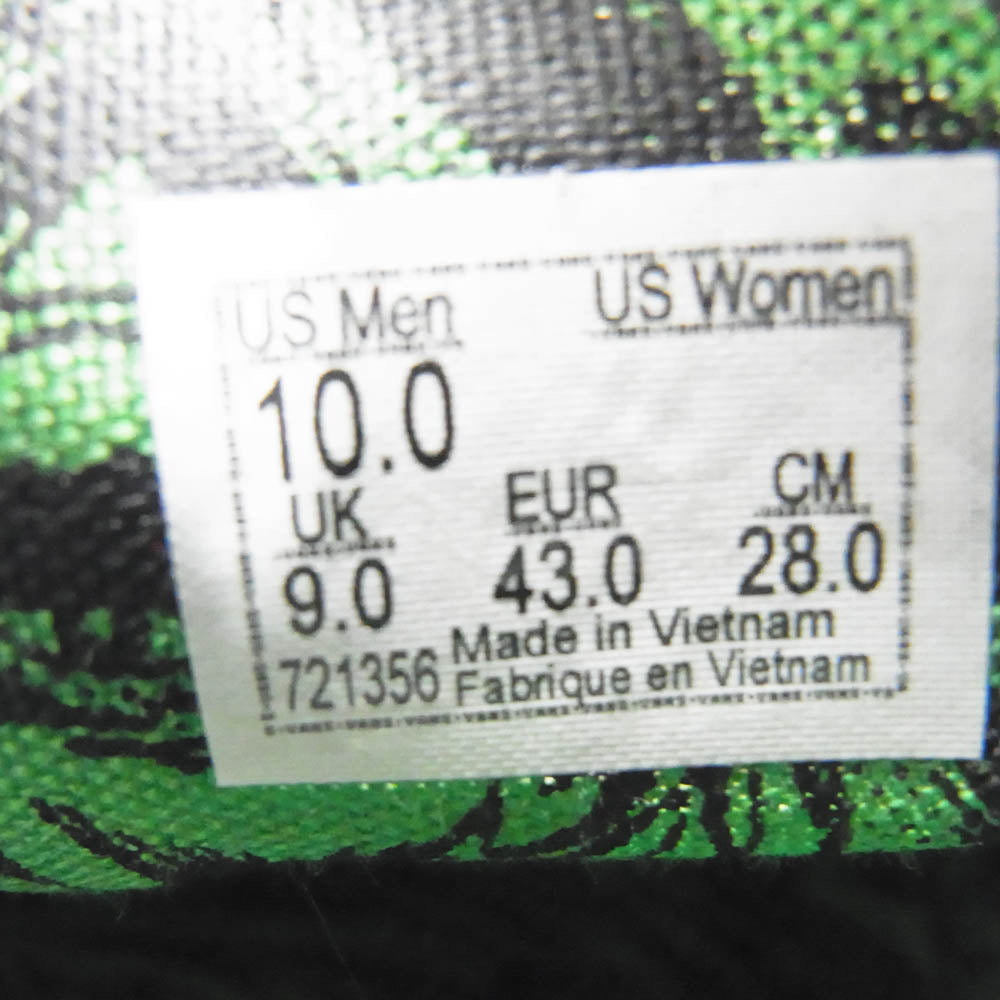 US Men US Women
10.0
UK EUR CM
9.0 43.0 28.0
721356 Made in Vietnam
Fabrique en Vietnam